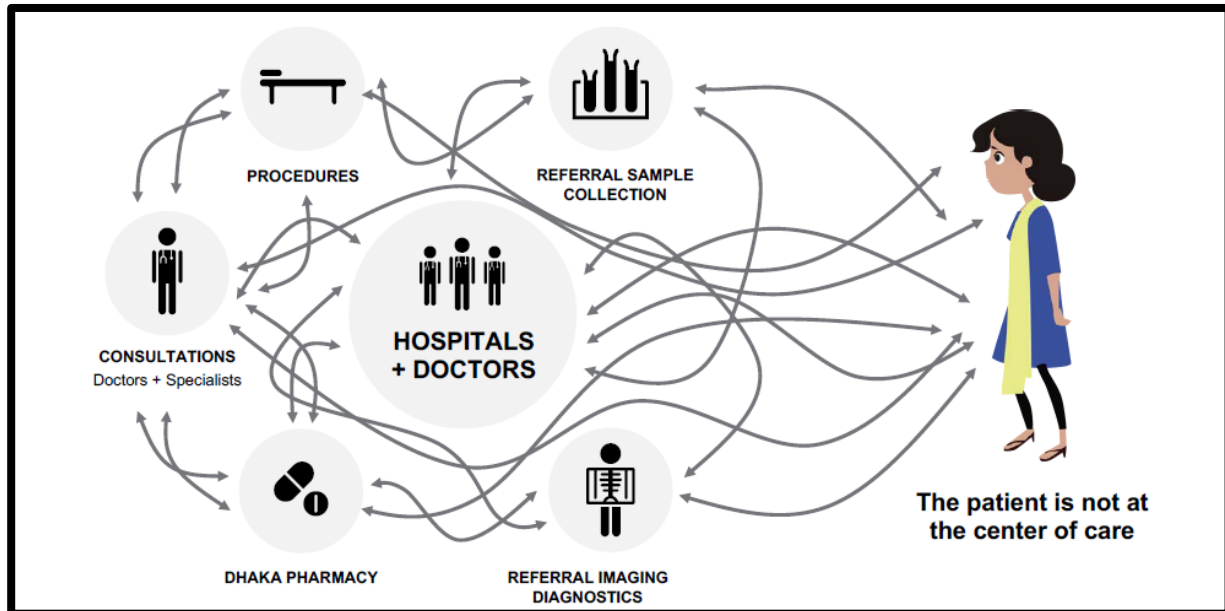 PROCEDURES
REFERRAL SAMPLE
COLLECTION
CONSULTATIONS
Doctors + Specialists
HOSPITALS
+ DOCTORS
DHAKA PHARMACY
REFERRAL IMAGING
DIAGNOSTICS
The patient is not at
the center of care